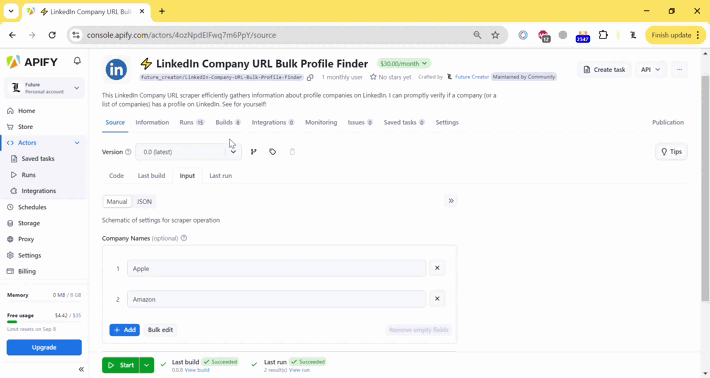 LinkedIn Company URL Bulk Pr
Finish update
console.apify.com/actors/4ozNpdElFwq7m6PpY/source
12
2547
APIFY
LinkedIn Company URL Bulk Profile Finder
$30.00/month
Create task
API
future_creator/LinkedIn-Company-URL-Bulk-Profile-Finder
1 monthly user
No stars yet
Crafted by
Future Creator
Maintained by Community
Future
Personal account
This LinkedIn Company URL scraper efficiently gathers information about profile companies on LinkedIn. I can promptly verify if a company (or a
list of companies) has a profile on LinkedIn. See for yourself!
Home
Store
Actors
Saved tasks
Runs
Integrations
Schedules
Storage
Proxy
Settings
Billing
Source
Information
Runs 15
Builds 8
Integrations 0
Monitoring
Issues 0
Saved tasks 0
Settings
Publication
Version
0.0 (latest)
Tips
Code
Last build
Input
Last run
Manual
JSON
Schematic of settings for scraper operation
Company Names (optional)
1
Apple
2
Amazon
+ Add
Bulk edit
Remove empty fields
Memory
0 MB / 8 GB
Free usage
$4.42 / $35
Limit resets on Sep 8
Upgrade
Start
Last build
Succeeded
0.0.8 View build
Last run
Succeeded
2 result(s) View run